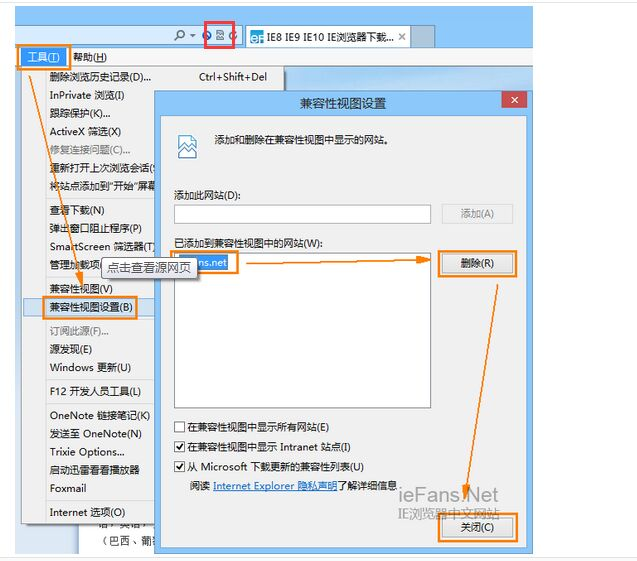 IE8 IE9 IE10 IE浏览器下载...
工具(T) 帮助(H)
删除浏览历史记录(D)... Ctrl+Shift+Del
InPrivate 浏览(I)
跟踪保护(K)...
ActiveX 筛选(X)
修复连接问题(C)...
重新打开上次浏览会话(S
将站点添加到“开始”屏幕
查看下载(N)
弹出窗口阻止程序(P)
SmartScreen 筛选器(T)
管理加载项
点击查看源网页
兼容性视图(V)
兼容性视图设置(B)
订阅此源(F)...
源发现(E)
Windows 更新(U)
F12 开发人员工具(L)
OneNote 链接笔记(K)
发送至 OneNote(N)
Trixie Options...
启动迅雷看看播放器
Foxmail
Internet 选项(O)
（巴西、葡
兼容性视图设置
添加和删除在兼容性视图中显示的网站。
添加此网站(D):
添加(A)
已添加到兼容性视图中的网站(W):
ns.net
删除(R)
在兼容性视图中显示所有网站(E)
在兼容性视图中显示 Intranet 站点(I)
从 Microsoft 下载更新的兼容性列表(U)
阅读 Internet Explorer 隐私声明了解详细信息
ieFans.Net
IE浏览器中文网站
关闭(C)